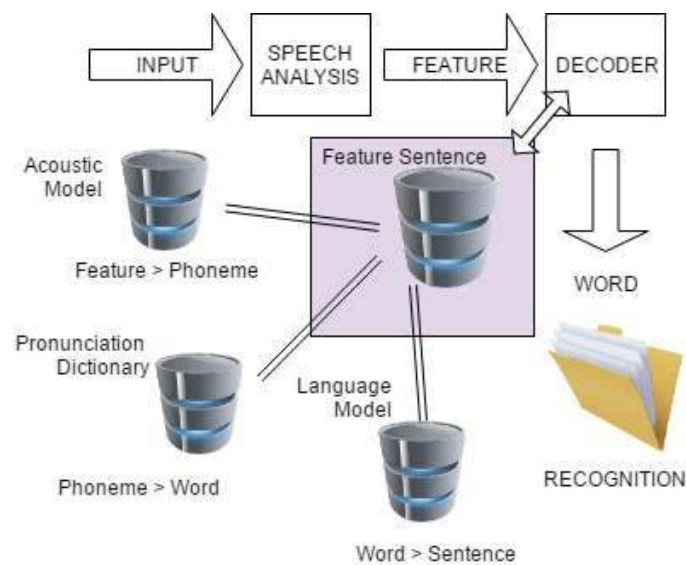 INPUT
SPEECH
ANALYSIS
FEATURE
DECODER
Feature Sentence
Acoustic
Model
Feature > Phoneme
WORD
Pronunciation
Dictionary
Language
Model
Phoneme > Word
RECOGNITION
Word > Sentence